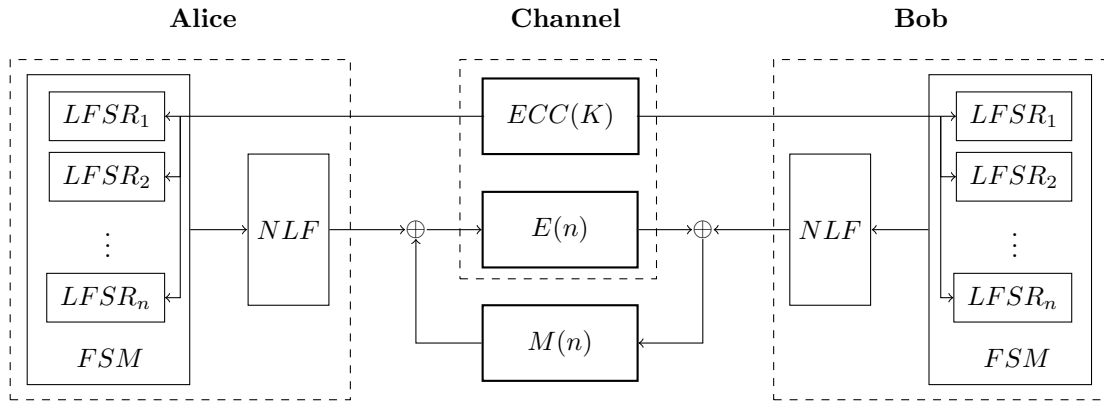 Alice Channel Bob
LFSR₁ ECC(K) LFSR₁
LFSR₂ LFSR₂
NLF ⊕ E(n) ⊕ NLF
⋮ ⋮
LFSRₙ LFSRₙ
M(n)
FSM FSM